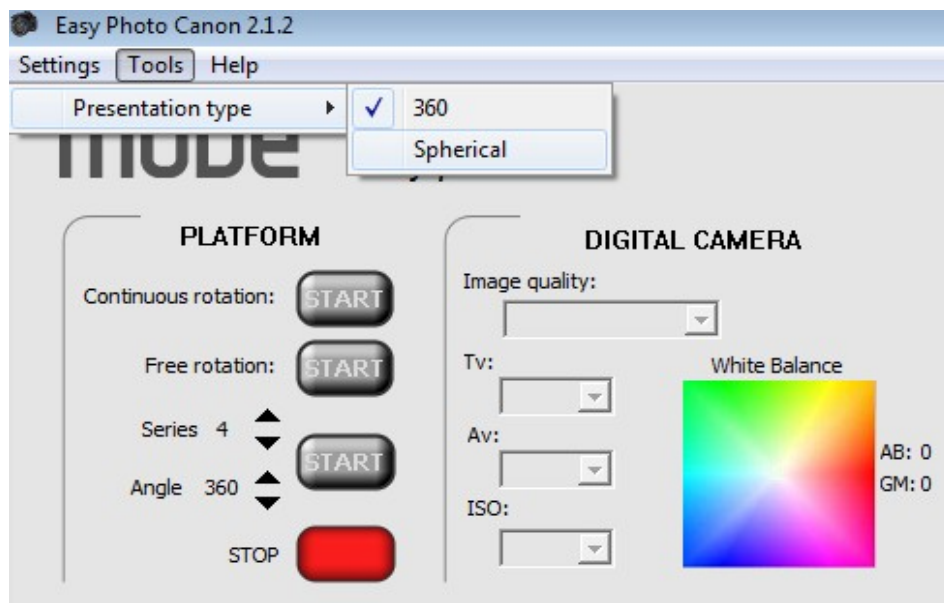 Easy Photo Canon 2.1.2
Settings Tools Help
Presentation type
360
Spherical
PLATFORM
Continuous rotation: START
Free rotation: START
Series 4
START
Angle 360
STOP
DIGITAL CAMERA
Image quality:
Tv:
Av:
ISO:
White Balance
AB: 0
GM: 0